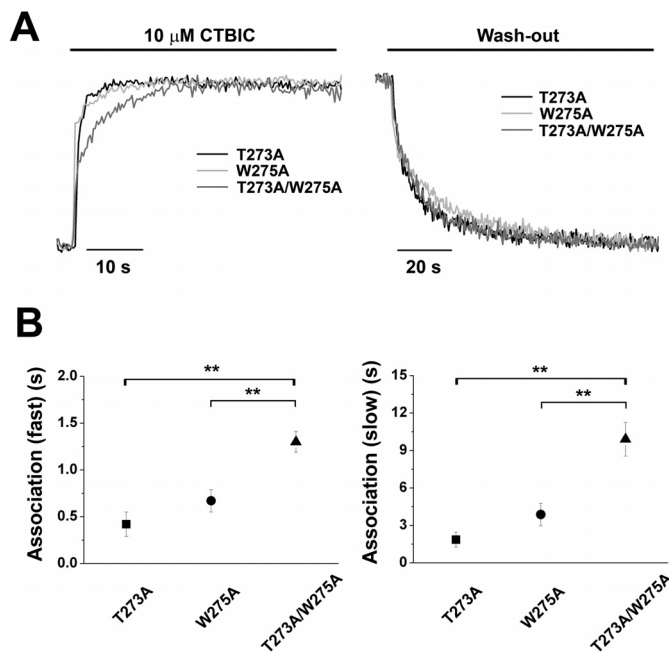 A
10 μM CTBIC
T273A
W275A
T273A/W275A
10 s
Wash-out
T273A
W275A
T273A/W275A
20 s
B
Association (fast) (s)
2.0
1.5
1.0
0.5
0.0
**
**
T273A
W275A
T273A/W275A
Association (slow) (s)
15
12
9
6
3
0
**
**
T273A
W275A
T273A/W275A